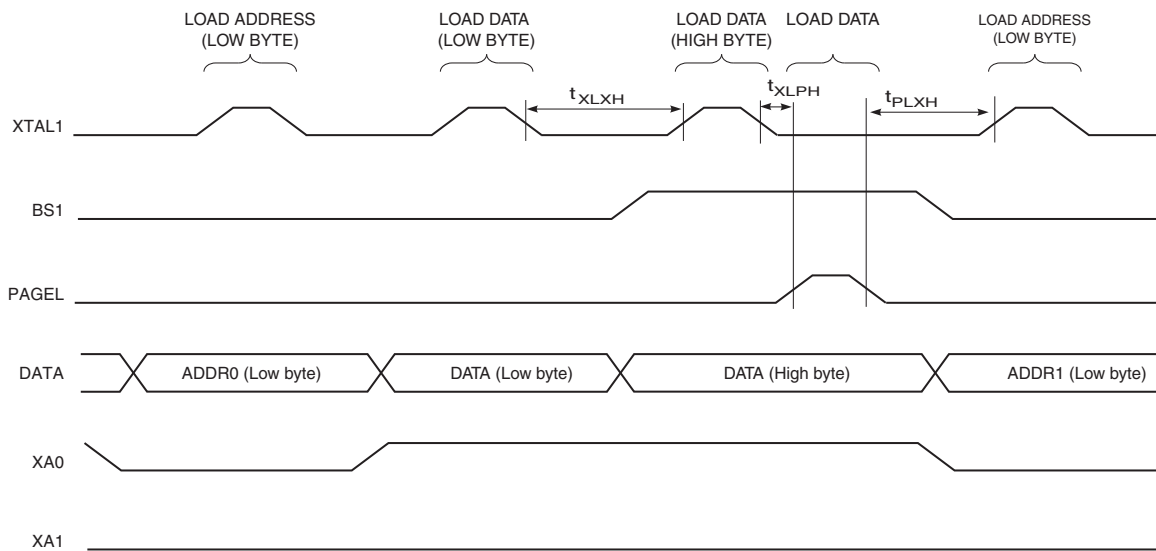 LOAD ADDRESS
(LOW BYTE)
LOAD DATA
(LOW BYTE)
LOAD DATA
(HIGH BYTE)
LOAD DATA
LOAD ADDRESS
(LOW BYTE)
XTAL1
tXLXH
tXLPH
tPLXH
BS1
PAGEL
DATA
ADDR0 (Low byte)
DATA (Low byte)
DATA (High byte)
ADDR1 (Low byte)
XA0
XA1